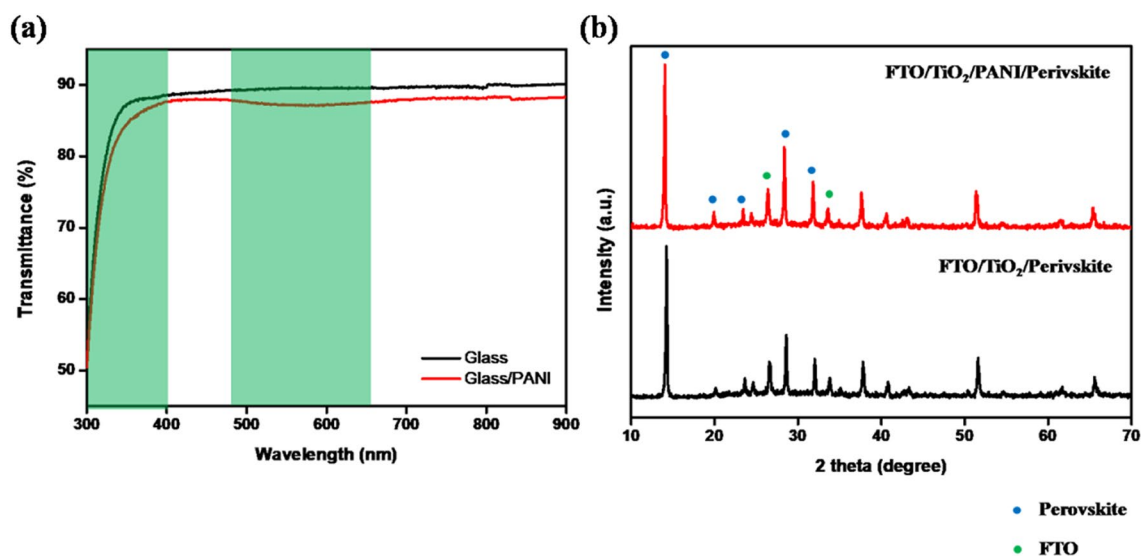 (a)
90
80
70
60
50
300 400 500 600 700 800 900
Transmittance (%)
Wavelength (nm)
Glass
Glass/PANI
(b)
FTO/TiO₂/PANI/Perivskite
FTO/TiO₂/Perivskite
Intensity (a.u.)
10 20 30 40 50 60 70
2 theta (degree)
Perovskite
FTO